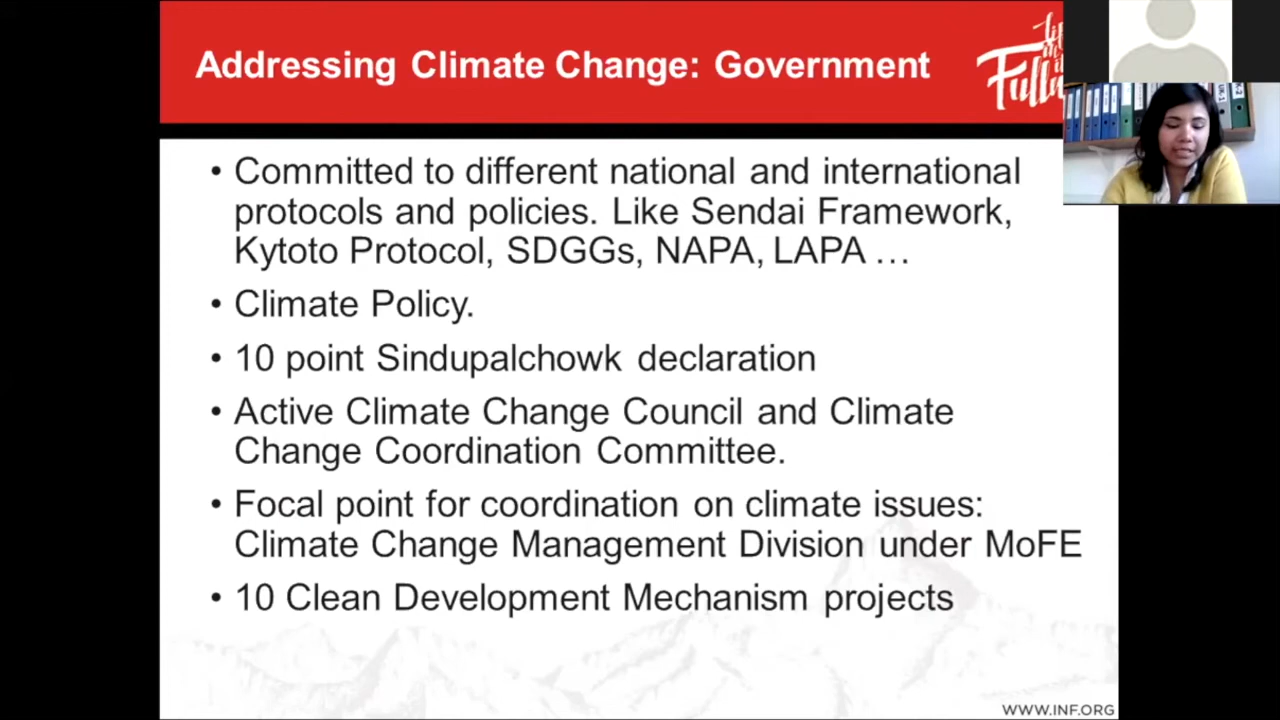 Addressing Climate Change: Government
• Committed to different national and international
protocols and policies. Like Sendai Framework,
Kytoto Protocol, SDGGs, NAPA, LAPA …
• Climate Policy.
• 10 point Sindupalchowk declaration
• Active Climate Change Council and Climate
Change Coordination Committee.
• Focal point for coordination on climate issues:
Climate Change Management Division under MoFE
• 10 Clean Development Mechanism projects
WWW.INF.ORG